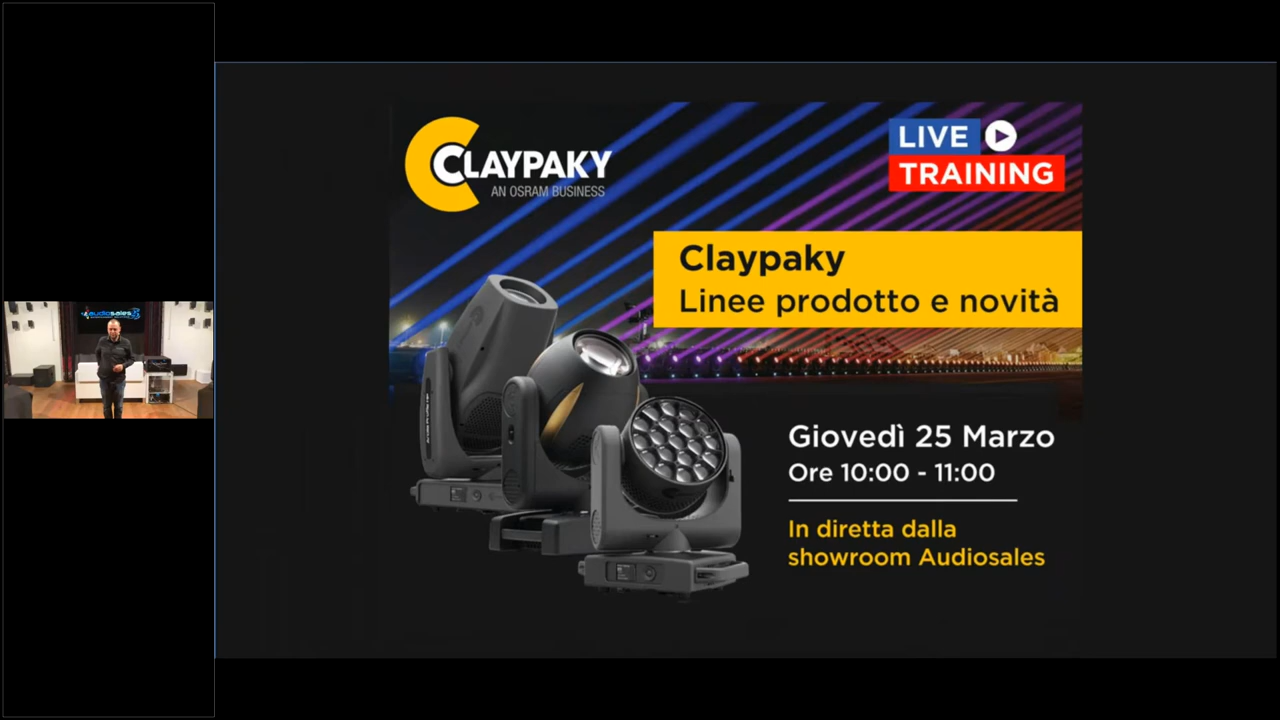 audiosales
CLAYPAKY
AN OSRAM BUSINESS
LIVE
TRAINING
Claypaky
Linee prodotto e novità
Giovedì 25 Marzo
Ore 10:00 - 11:00
In diretta dalla
showroom Audiosales